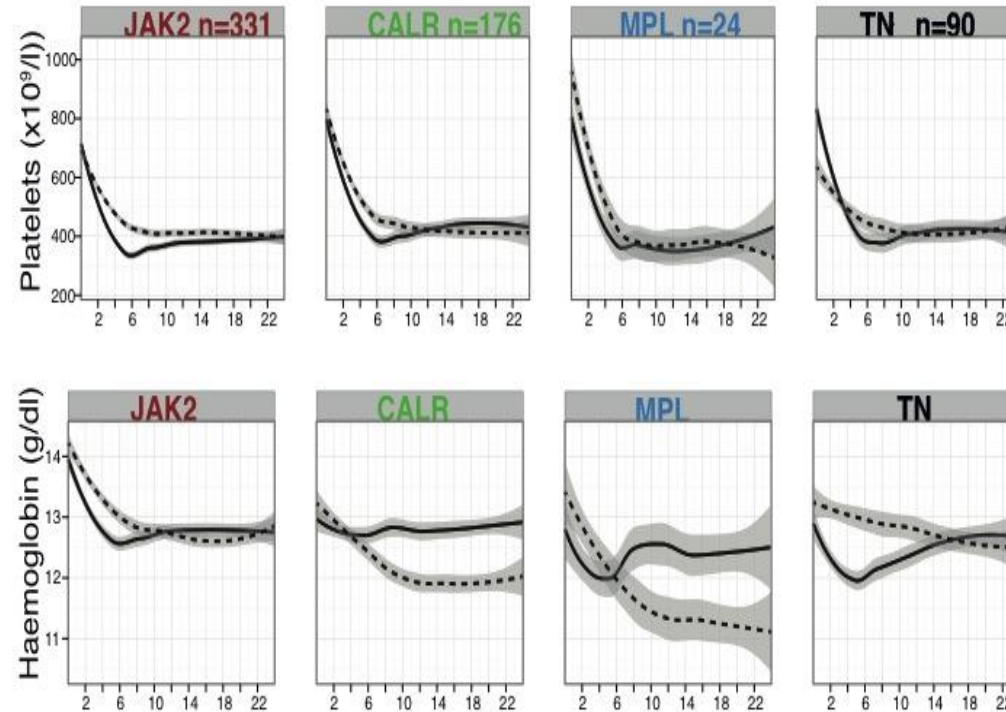 JAK2 n=331 CALR n=176 MPL n=24 TN n=90
Platelets (x10⁹/l))
1000
800
600
400
200
2 6 10 14 18 22 2 6 10 14 18 22 2 6 10 14 18 22 2 6 10 14 18
JAK2 CALR MPL TN
Haemoglobin (g/dl)
14
13
12
11
2 6 10 14 18 22 2 6 10 14 18 22 2 6 10 14 18 22 2 6 10 14 18